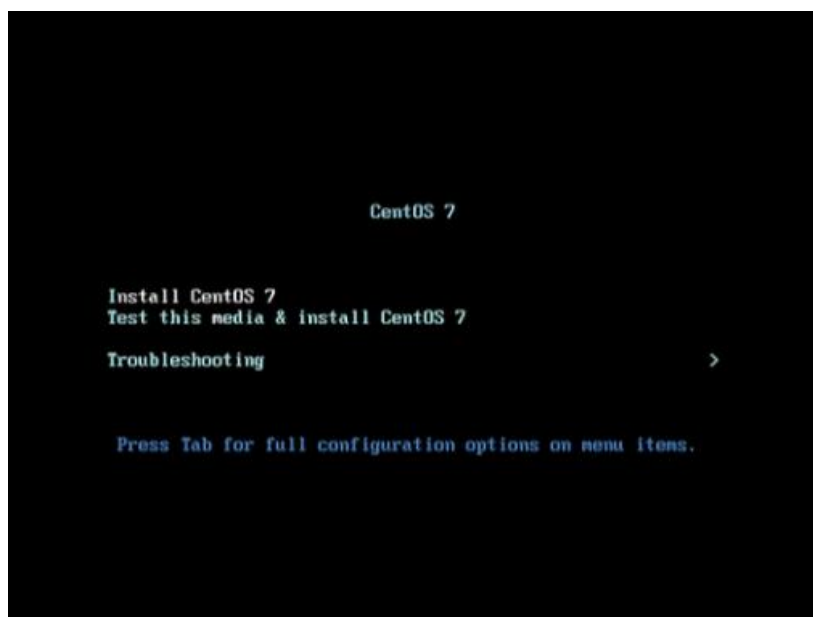 CentOS 7
Install CentOS 7
Test this media & install CentOS 7
Troubleshooting >
Press Tab for full configuration options on menu items.